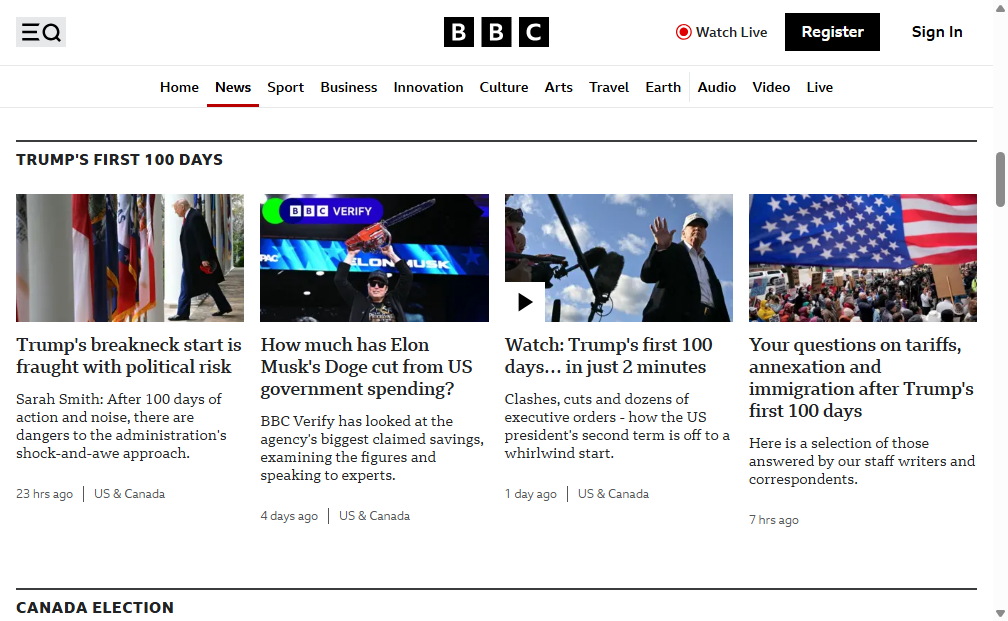 BBC
Watch Live
Register
Sign In
Home
News
Sport
Business
Innovation
Culture
Arts
Travel
Earth
Audio
Video
Live
TRUMP'S FIRST 100 DAYS
Trump's breakneck start is
fraught with political risk
Sarah Smith: After 100 days of
action and noise, there are
dangers to the administration's
shock-and-awe approach.
23 hrs ago
US & Canada
BBC VERIFY
PAC
ELON MUSK
How much has Elon
Musk's Doge cut from US
government spending?
BBC Verify has looked at the
agency's biggest claimed savings,
examining the figures and
speaking to experts.
4 days ago
US & Canada
Watch: Trump's first 100
days... in just 2 minutes
Clashes, cuts and dozens of
executive orders - how the US
president's second term is off to a
whirlwind start.
1 day ago
US & Canada
Your questions on tariffs,
annexation and
immigration after Trump's
first 100 days
Here is a selection of those
answered by our staff writers and
correspondents.
7 hrs ago
CANADA ELECTION